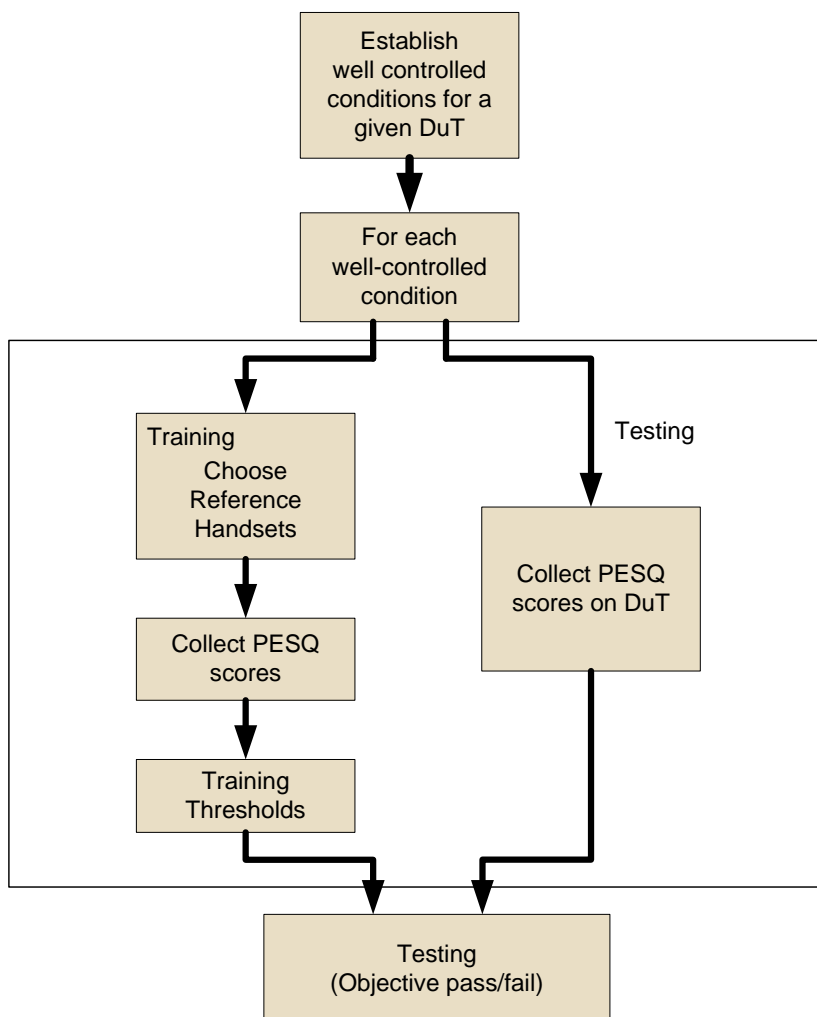 Establish
well controlled
conditions for a
given DuT
For each
well-controlled
condition
Training
Choose
Reference
Handsets
Collect PESQ
scores
Training
Thresholds
Testing
Collect PESQ
scores on DuT
Testing
(Objective pass/fail)